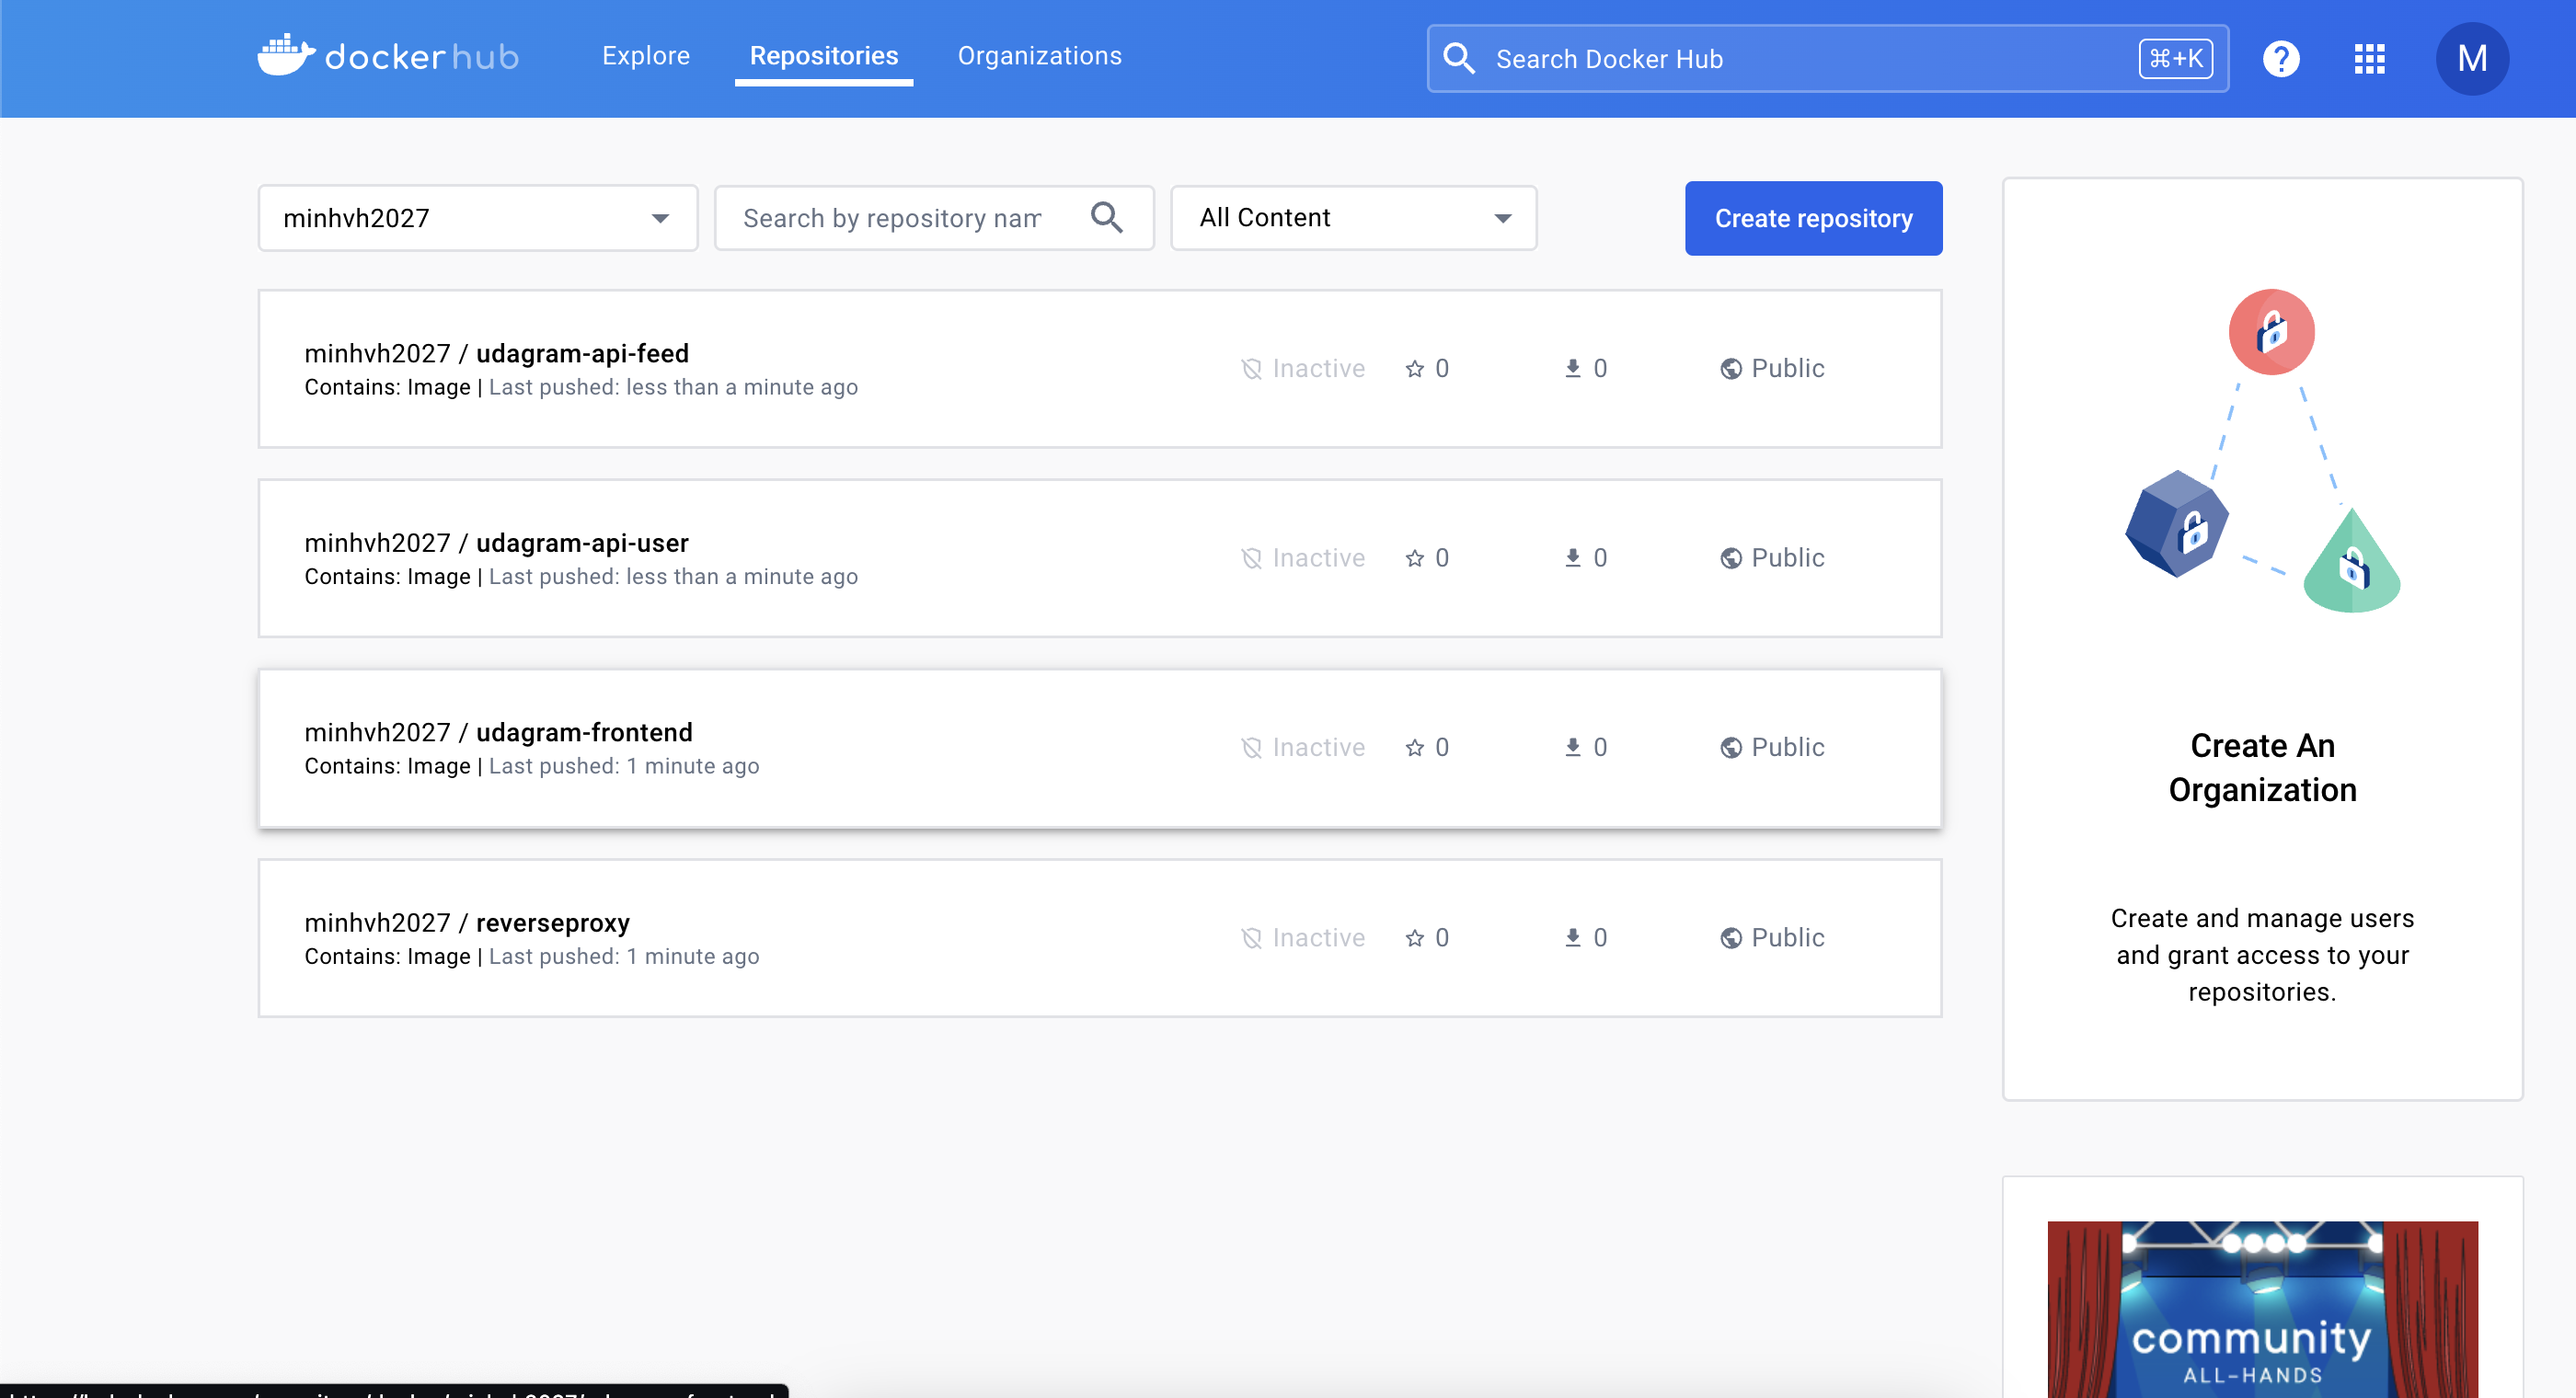 docker hub
Explore
Repositories
Organizations
Search Docker Hub
⌘+K
M
minhvh2027
Search by repository nam
All Content
Create repository
minhvh2027 / udagram-api-feed
Contains: Image | Last pushed: less than a minute ago
Inactive
0
0
Public
minhvh2027 / udagram-api-user
Contains: Image | Last pushed: less than a minute ago
Inactive
0
0
Public
minhvh2027 / udagram-frontend
Contains: Image | Last pushed: 1 minute ago
Inactive
0
0
Public
minhvh2027 / reverseproxy
Contains: Image | Last pushed: 1 minute ago
Inactive
0
0
Public
Create An
Organization
Create and manage users
and grant access to your
repositories.
community
ALL-HANDS